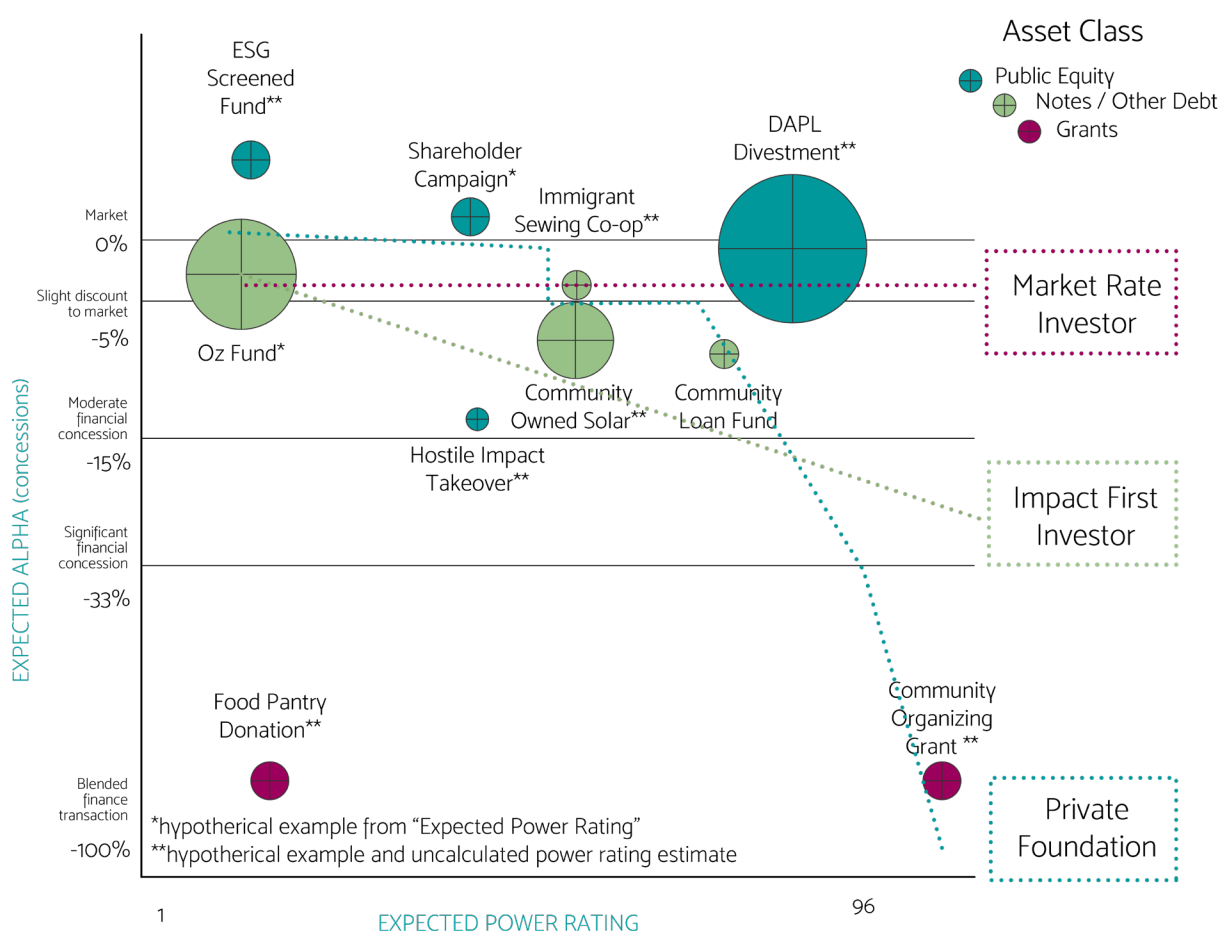 Asset Class
Public Equity
Notes / Other Debt
Grants
ESG
Screened
Fund**
Shareholder
Campaign*
Immigrant
Sewing Co-op**
DAPL
Divestment**
Market
0%
Slight discount
to market
-5%
Moderate
financial
concession
-15%
Significant
financial
concession
-33%
Blended
finance
transaction
-100%
EXPECTED ALPHA (concessions)
Oz Fund*
Community
Owned Solar**
Community
Loan Fund
Hostile Impact
Takeover**
Market Rate
Investor
Impact First
Investor
Food Pantry
Donation**
Community
Organizing
Grant **
Private
Foundation
*hypotherical example from “Expected Power Rating”
**hypotherical example and uncalculated power rating estimate
1
96
EXPECTED POWER RATING